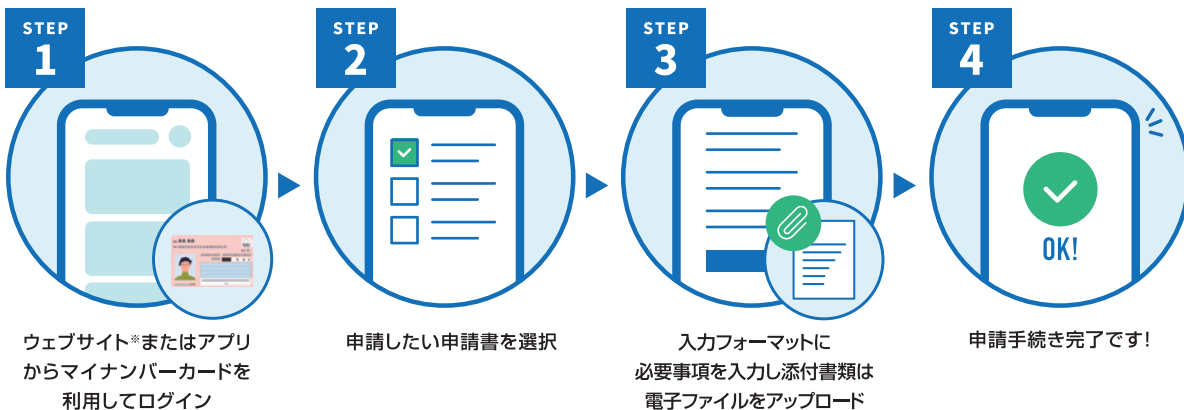 STEP
1
STEP
2
STEP
3
STEP
4
OK!
ウェブサイト※またはアプリ
からマイナンバーカードを
利用してログイン
申請したい申請書を選択
入力フォーマットに
必要事項を入力し添付書類は
電子ファイルをアップロード
申請手続き完了です!